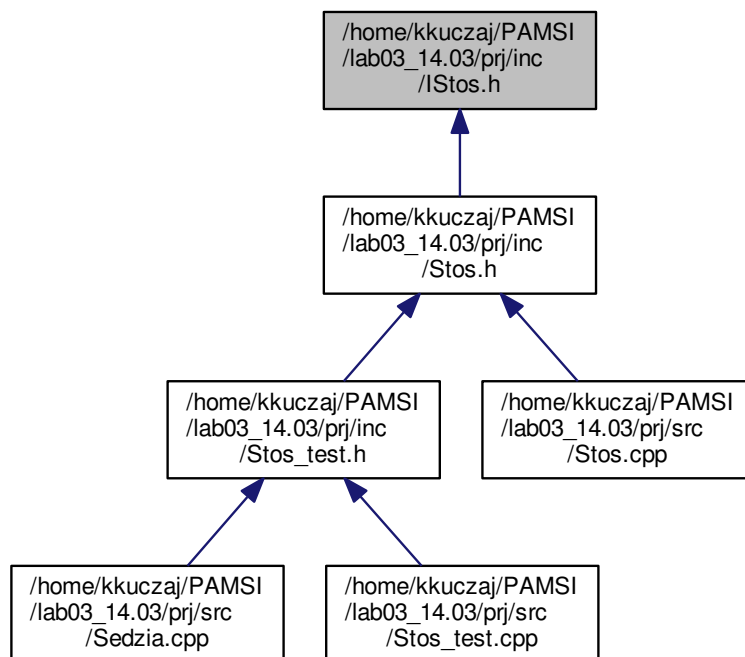 /home/kkuczaj/PAMSI
/lab03_14.03/prj/inc
/IStos.h
/home/kkuczaj/PAMSI
/lab03_14.03/prj/inc
/Stos.h
/home/kkuczaj/PAMSI
/lab03_14.03/prj/inc
/Stos_test.h
/home/kkuczaj/PAMSI
/lab03_14.03/prj/src
/Stos.cpp
/home/kkuczaj/PAMSI
/lab03_14.03/prj/src
/Sedzia.cpp
/home/kkuczaj/PAMSI
/lab03_14.03/prj/src
/Stos_test.cpp